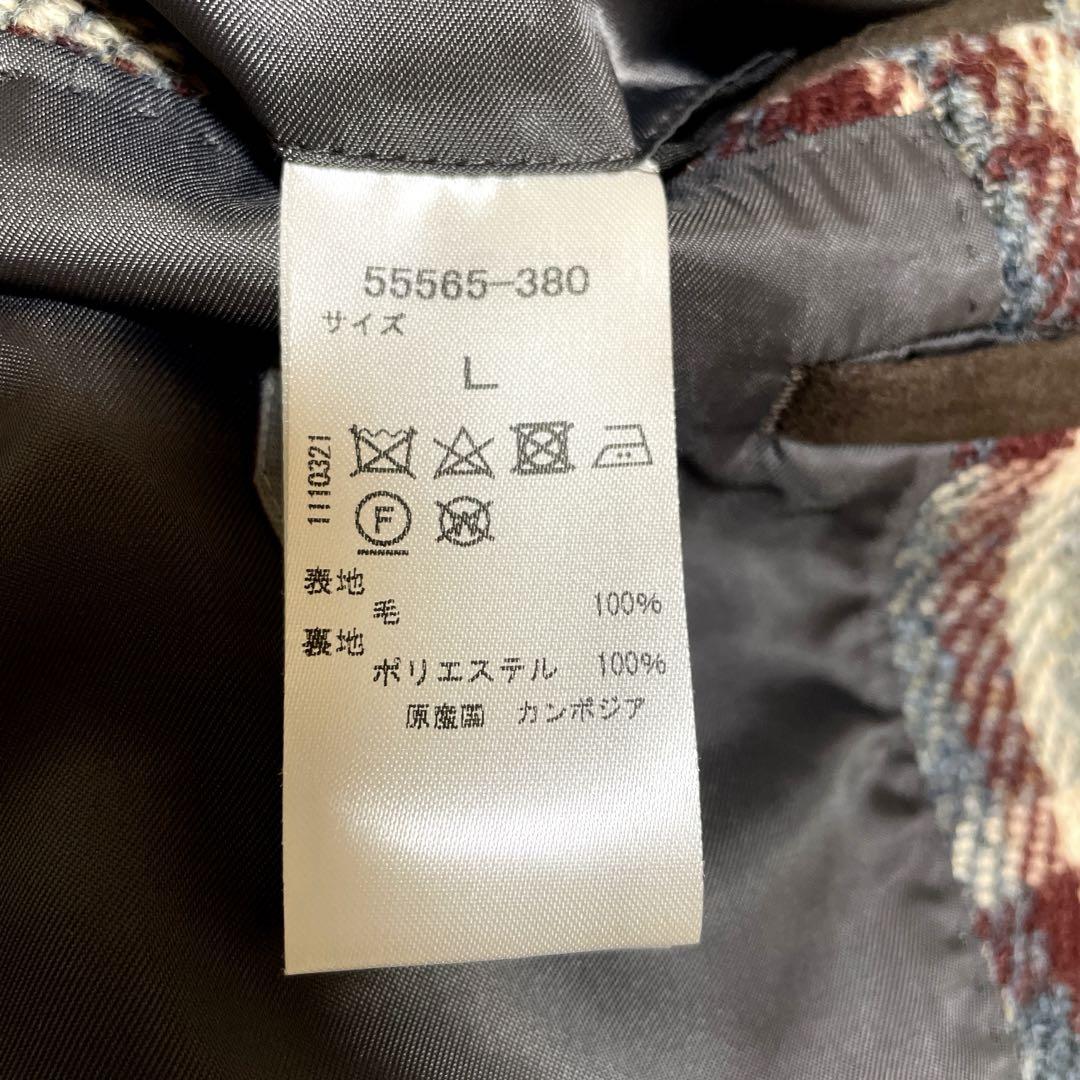 55565-380
サイズ
L
1110321
F
W
表地
毛 100%
裏地
ポリエステル 100%
原産国 カンボジア